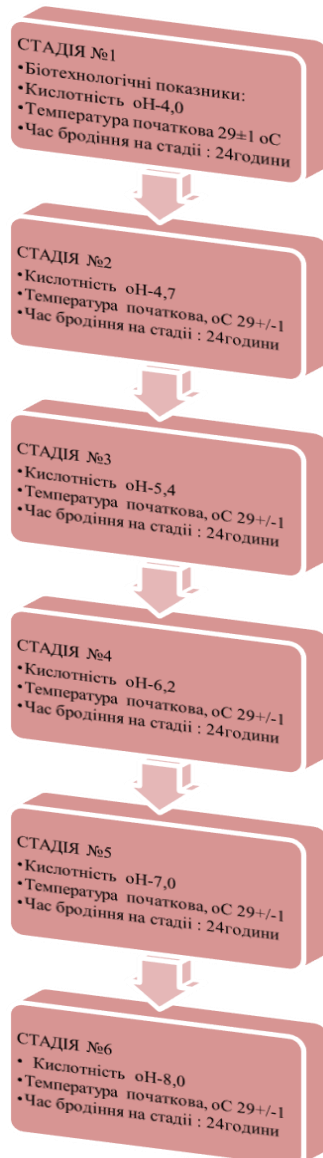 СТАДІЯ №1
•Біотехнологічні показники:
•Кислотність оН-4,0
•Температура початкова 29±1 оС
•Час бродіння на стадії : 24години
СТАДІЯ №2
•Кислотність оН-4,7
•Температура початкова, оС 29+/-1
•Час бродіння на стадії : 24години
СТАДІЯ №3
•Кислотність оН-5,4
•Температура початкова, оС 29+/-1
•Час бродіння на стадії : 24години
СТАДІЯ №4
•Кислотність оН-6,2
•Температура початкова, оС 29+/-1
•Час бродіння на стадії : 24години
СТАДІЯ №5
•Кислотність оН-7,0
•Температура початкова, оС 29+/-1
•Час бродіння на стадії : 24години
СТАДІЯ №6
• Кислотність оН-8,0
•Температура початкова, оС 29+/-1
•Час бродіння на стадії : 24години